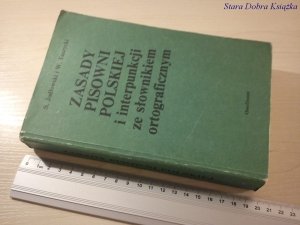 Stara Dobra Książka
S. Jodłowski i W. Taszycki
ZASADY
PISOWNI
POLSKIEJ
i interpunkcji
ze słownikiem
ortograficznym
Ossolineum